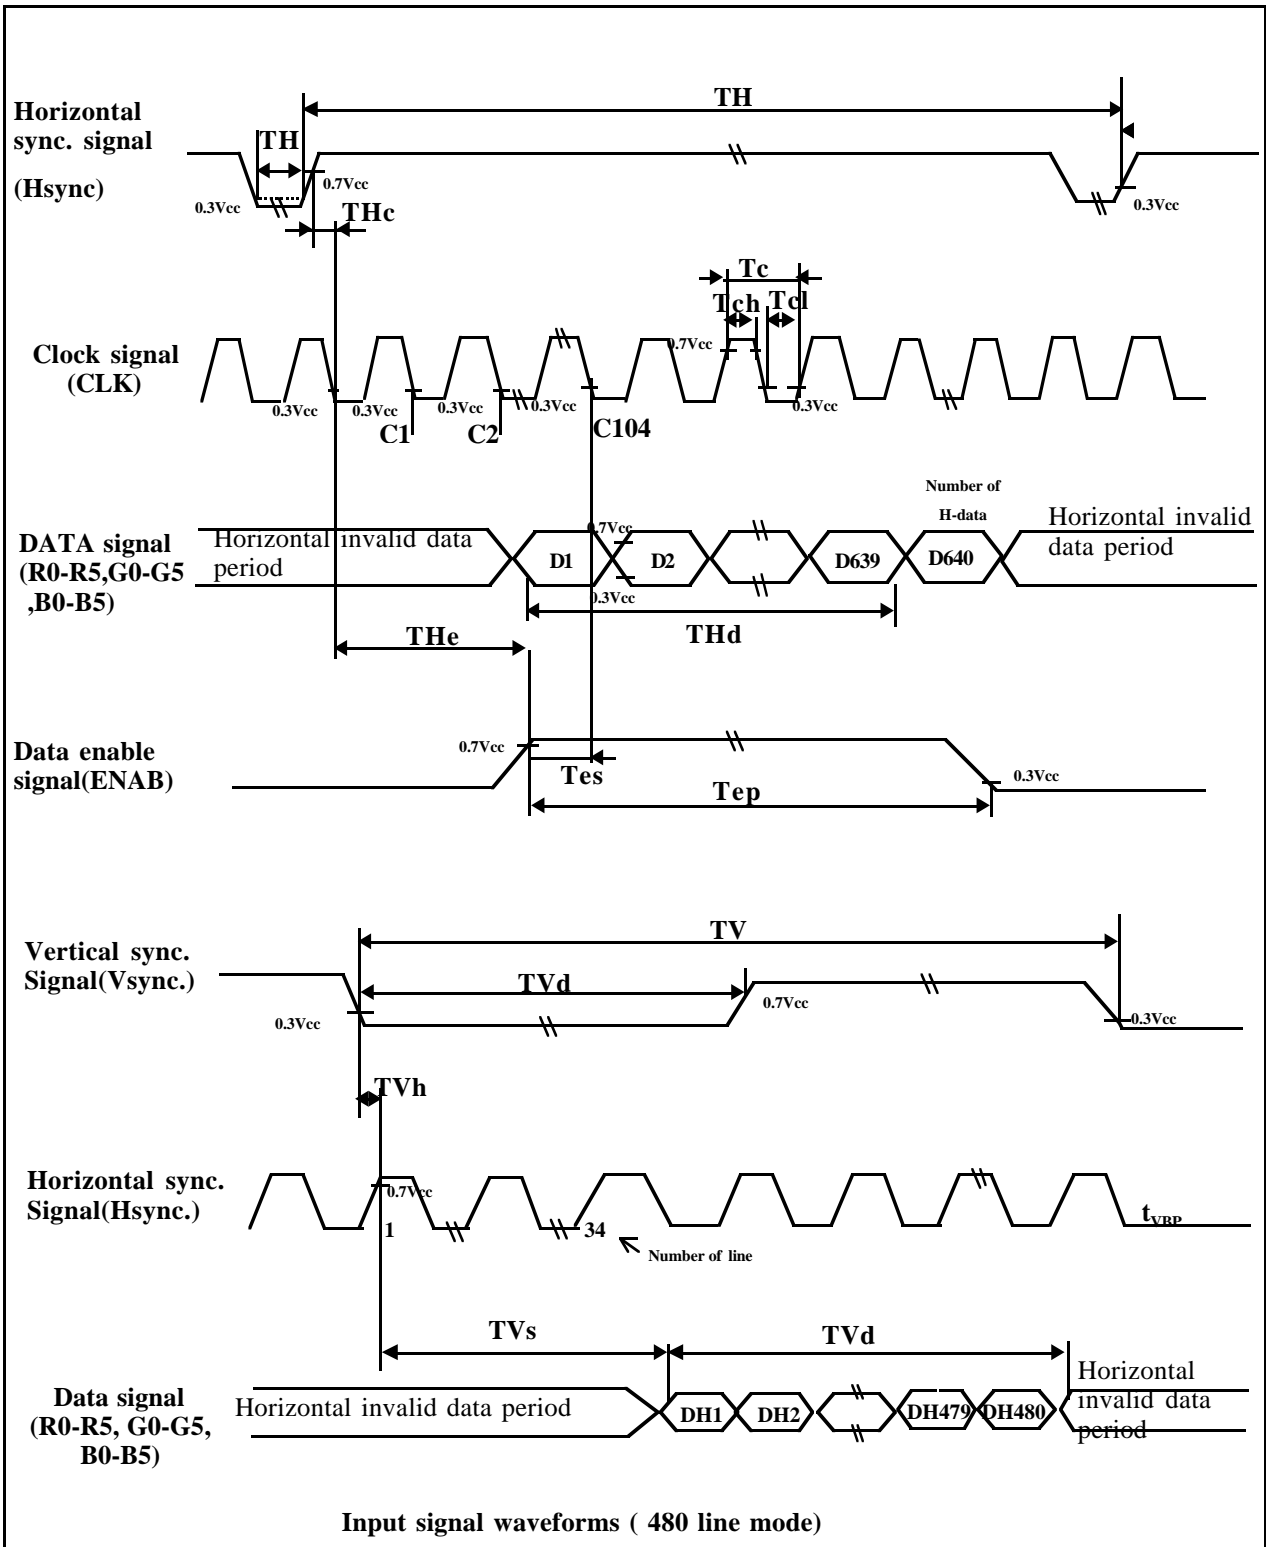 TH
Horizontal
sync. signal
(Hsync)
TH
0.7Vcc
0.3Vcc
THc
0.3Vcc
Tc
Tch Tcl
Clock signal
(CLK)
0.7Vcc
0.3Vcc 0.3Vcc 0.3Vcc 0.3Vcc 0.3Vcc
C1 C2 C104
Number of
H-data
DATA signal
(R0-R5,G0-G5
,B0-B5)
Horizontal invalid data
period
0.7Vcc
D1 D2 D639 D640
0.3Vcc
Horizontal invalid
data period
THe THd
Data enable
signal(ENAB)
0.7Vcc
Tes
0.3Vcc
Tep
TV
Vertical sync.
Signal(Vsync.)
TVd
0.3Vcc
0.7Vcc
0.3Vcc
TVh
Horizontal sync.
Signal(Hsync.)
0.7Vcc
1 34
Number of line
tVBP
TVs TVd
Data signal
(R0-R5, G0-G5,
B0-B5)
Horizontal invalid data period
DH1 DH2 DH479 DH480
Horizontal
invalid data
period
Input signal waveforms ( 480 line mode)